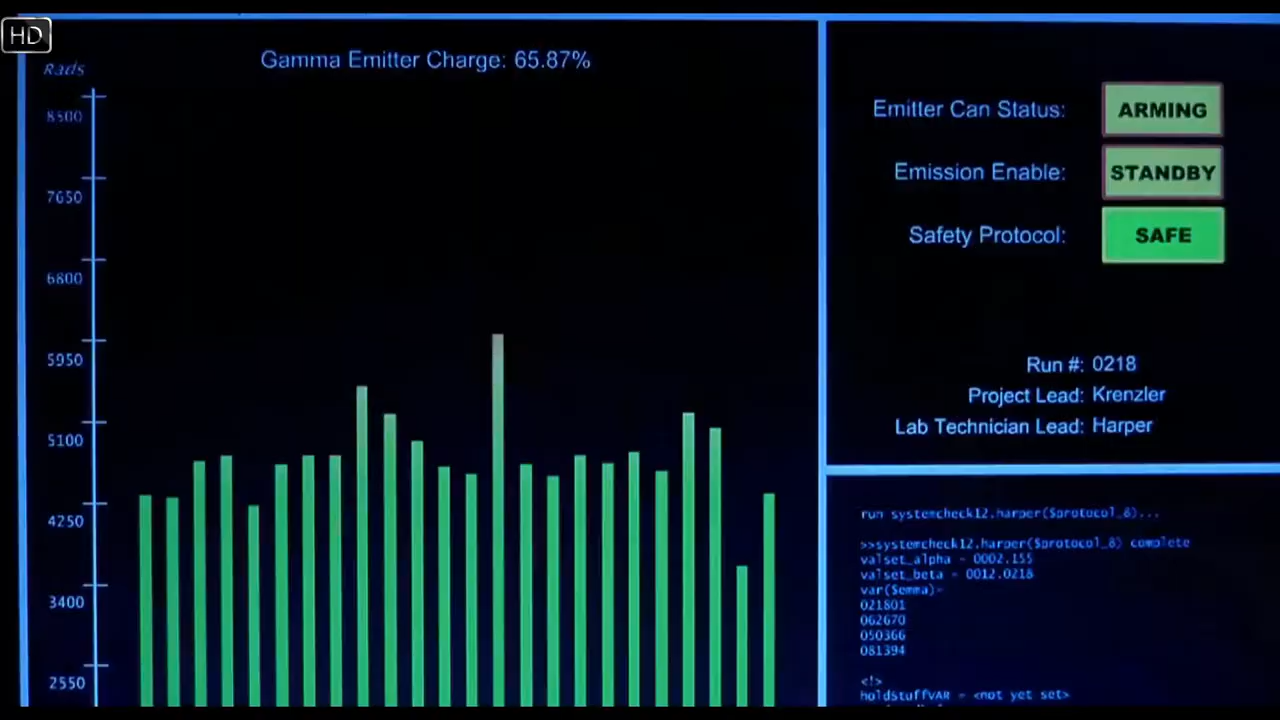 HD
Gamma Emitter Charge: 65.87%
Rads
8500
7650
6800
5950
5100
4250
3400
2550
Emitter Can Status: ARMING
Emission Enable: STANDBY
Safety Protocol: SAFE
Run #: 0218
Project Lead: Krenzler
Lab Technician Lead: Harper
run systemcheck12.harper($protocol_8)...
>>systemcheck12.harper($protocol_8) complete
valset_alpha - 0002.155
valset_beta - 0012.0218
var($emma)-
021801
062670
050366
081394
<!>
holdStuffVAR - <not yet set>